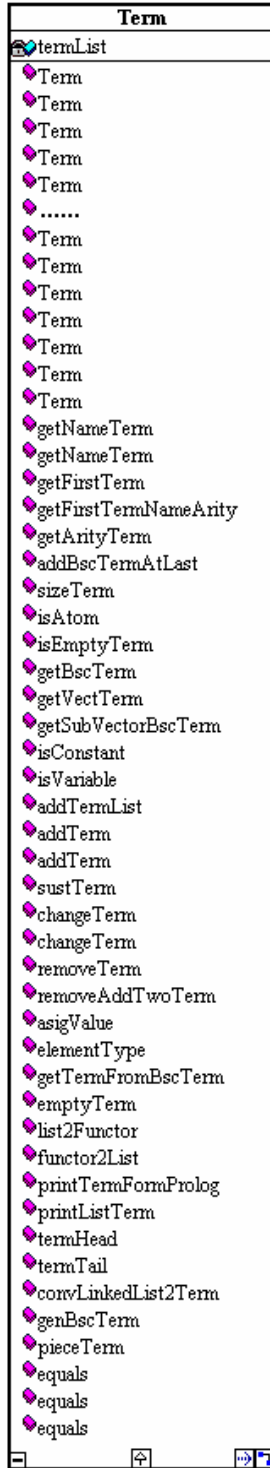 Term
termList
Term
Term
Term
Term
Term
......
Term
Term
Term
Term
Term
Term
Term
getNameTerm
getNameTerm
getFirstTerm
getFirstTermNameArity
getArityTerm
addBscTermAtLast
sizeTerm
isAtom
isEmptyTerm
getBscTerm
getVectTerm
getSubVectorBscTerm
isConstant
isVariable
addTermList
addTerm
addTerm
sustTerm
changeTerm
changeTerm
removeTerm
removeAddTwoTerm
asigValue
elementType
getTermFromBscTerm
emptyTerm
list2Functor
functor2List
printTermFormProlog
printListTerm
termHead
termTail
convLinkedList2Term
genBscTerm
pieceTerm
equals
equals
equals